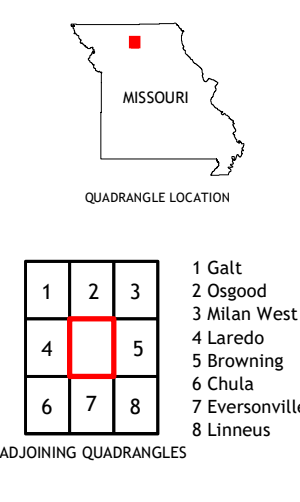 MISSOURI
QUADRANGLE LOCATION
1 2 3
4 5
6 7 8
1 Galt
2 Osgood
3 Milan West
4 Laredo
5 Browning
6 Chula
7 Eversonville
8 Linneus
ADJOINING QUADRANGLES